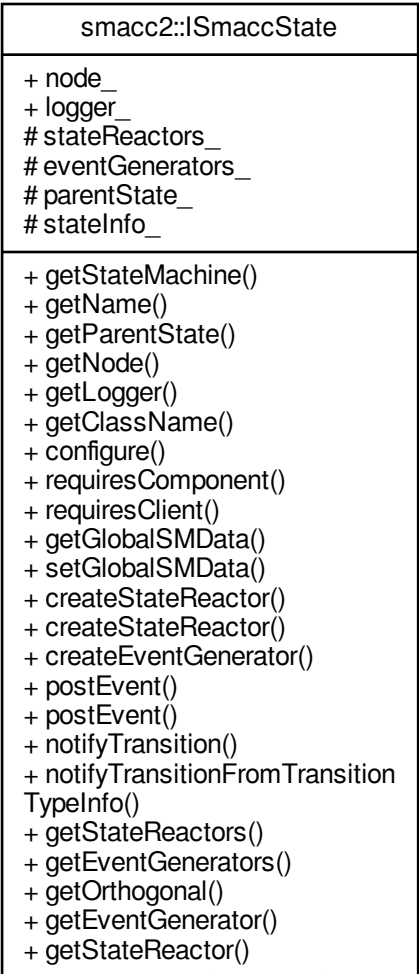 smacc2::ISmaccState
+ node_
+ logger_
# stateReactors_
# eventGenerators_
# parentState_
# stateInfo_
+ getStateMachine()
+ getName()
+ getParentState()
+ getNode()
+ getLogger()
+ getClassName()
+ configure()
+ requiresComponent()
+ requiresClient()
+ getGlobalSMData()
+ setGlobalSMData()
+ createStateReactor()
+ createStateReactor()
+ createEventGenerator()
+ postEvent()
+ postEvent()
+ notifyTransition()
+ notifyTransitionFromTransition
TypeInfo()
+ getStateReactors()
+ getEventGenerators()
+ getOrthogonal()
+ getEventGenerator()
+ getStateReactor()